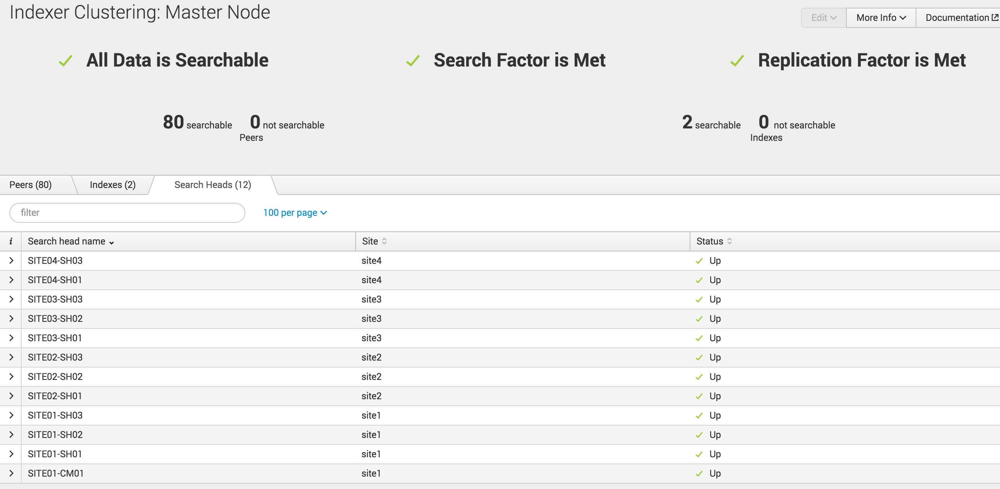 Indexer Clustering: Master Node
Edit More Info Documentation
All Data is Searchable Search Factor is Met Replication Factor is Met
80 searchable 0 not searchable 2 searchable 0 not searchable
Peers Indexes
Peers (80) Indexes (2) Search Heads (12)
filter 100 per page
i Search head name Site Status
SITE04-SH03 site4 Up
SITE04-SH01 site4 Up
SITE03-SH03 site3 Up
SITE03-SH02 site3 Up
SITE03-SH01 site3 Up
SITE02-SH03 site2 Up
SITE02-SH02 site2 Up
SITE02-SH01 site2 Up
SITE01-SH03 site1 Up
SITE01-SH02 site1 Up
SITE01-SH01 site1 Up
SITE01-CM01 site1 Up